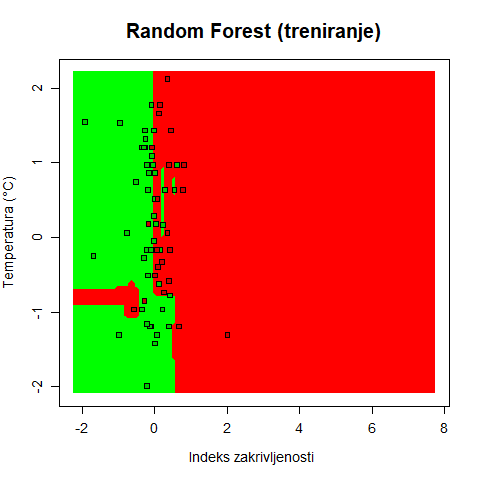 Random Forest (treniranje)
Temperatura (°C)
2
1
0
-1
-2
-2 0 2 4 6 8
Indeks zakrivljenosti